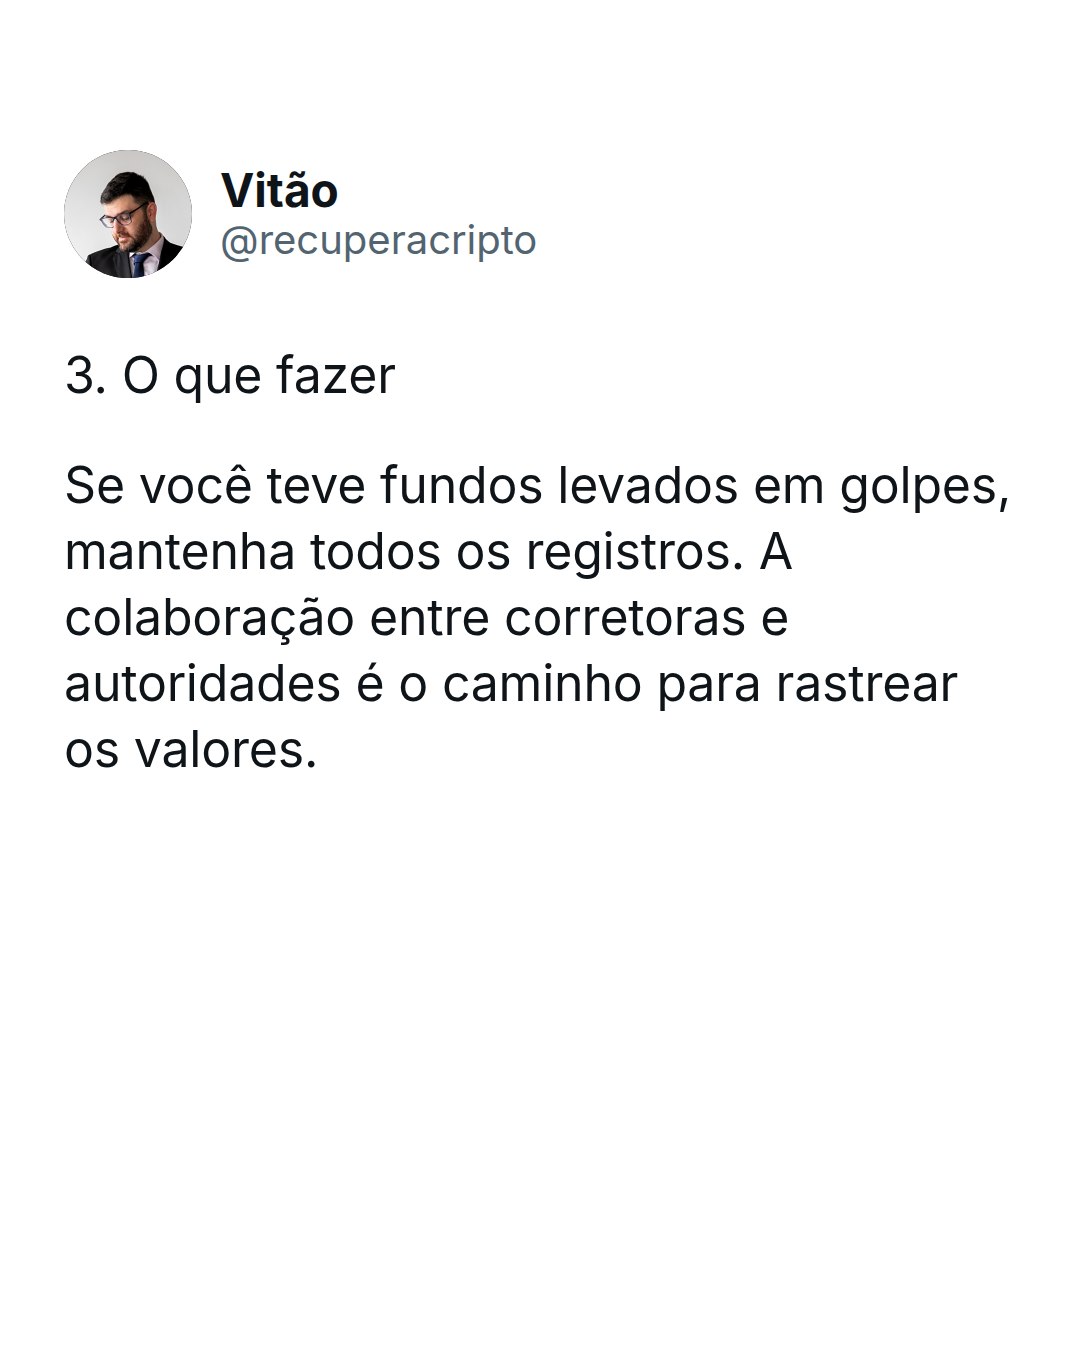 Vitão
@recuperacripto
3. O que fazer
Se você teve fundos levados em golpes,
mantenha todos os registros. A
colaboração entre corretoras e
autoridades é o caminho para rastrear
os valores.